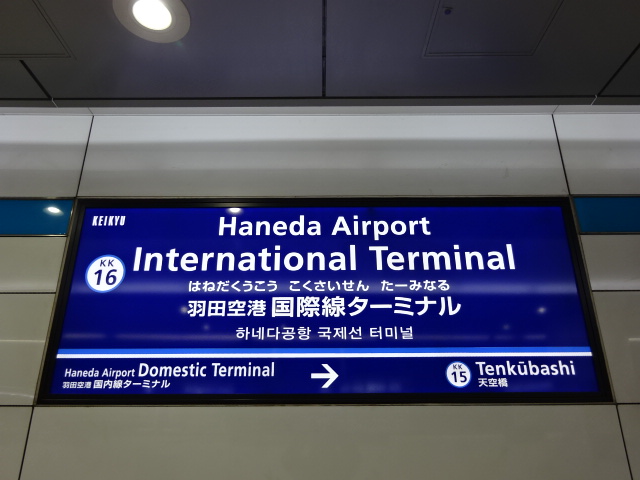 KEIKYU
Haneda Airport
KK
16
International Terminal
はねだくうこう こくさいせん たーみなる
羽田空港 国際線ターミナル
하네다공항 국제선 터미널
Haneda Airport Domestic Terminal
羽田空港 国内線ターミナル
→
KK
15
Tenkūbashi
天空橋